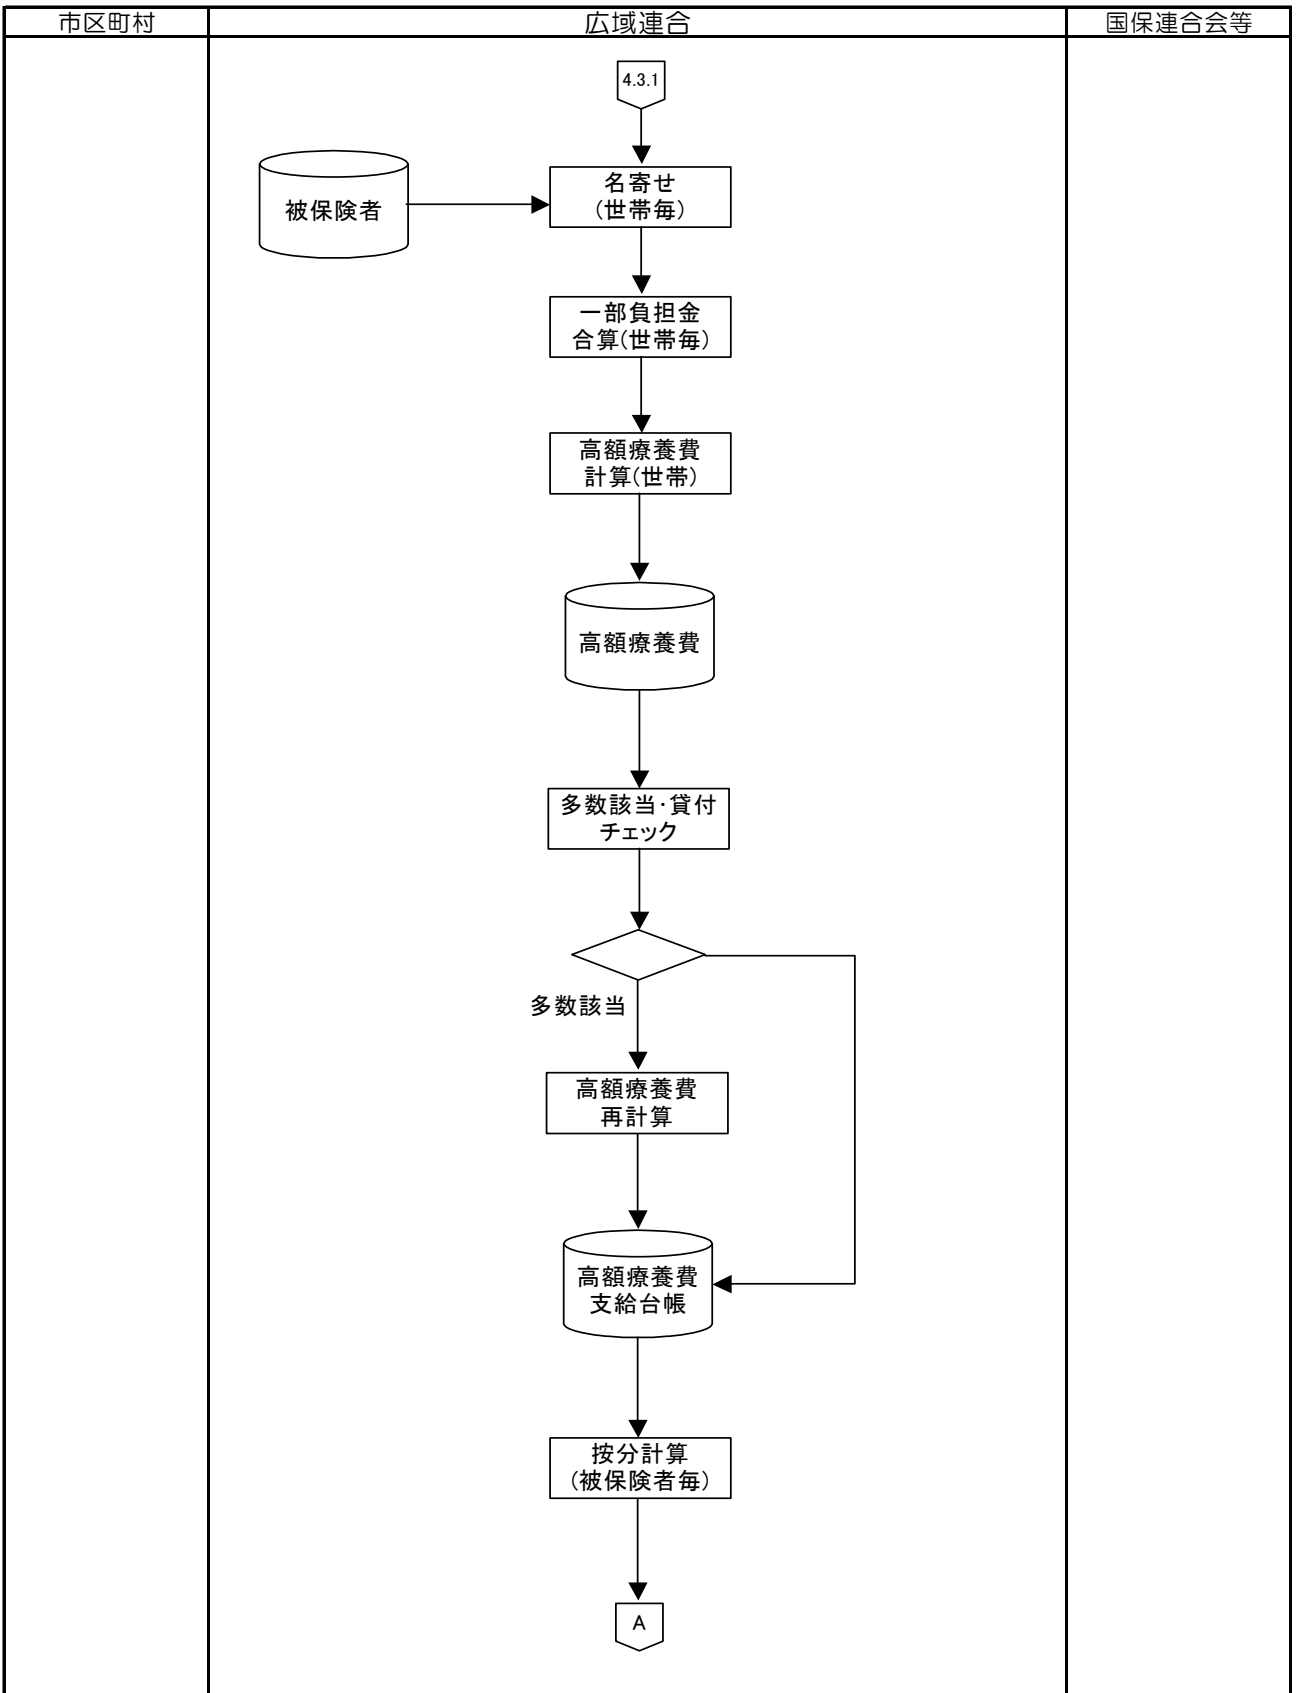 市区町村
広域連合
国保連合会等
4.3.1
被保険者
名寄せ
(世帯毎)
一部負担金
合算(世帯毎)
高額療養費
計算(世帯)
高額療養費
多数該当・貸付
チェック
多数該当
高額療養費
再計算
高額療養費
支給台帳
按分計算
(被保険者毎)
A